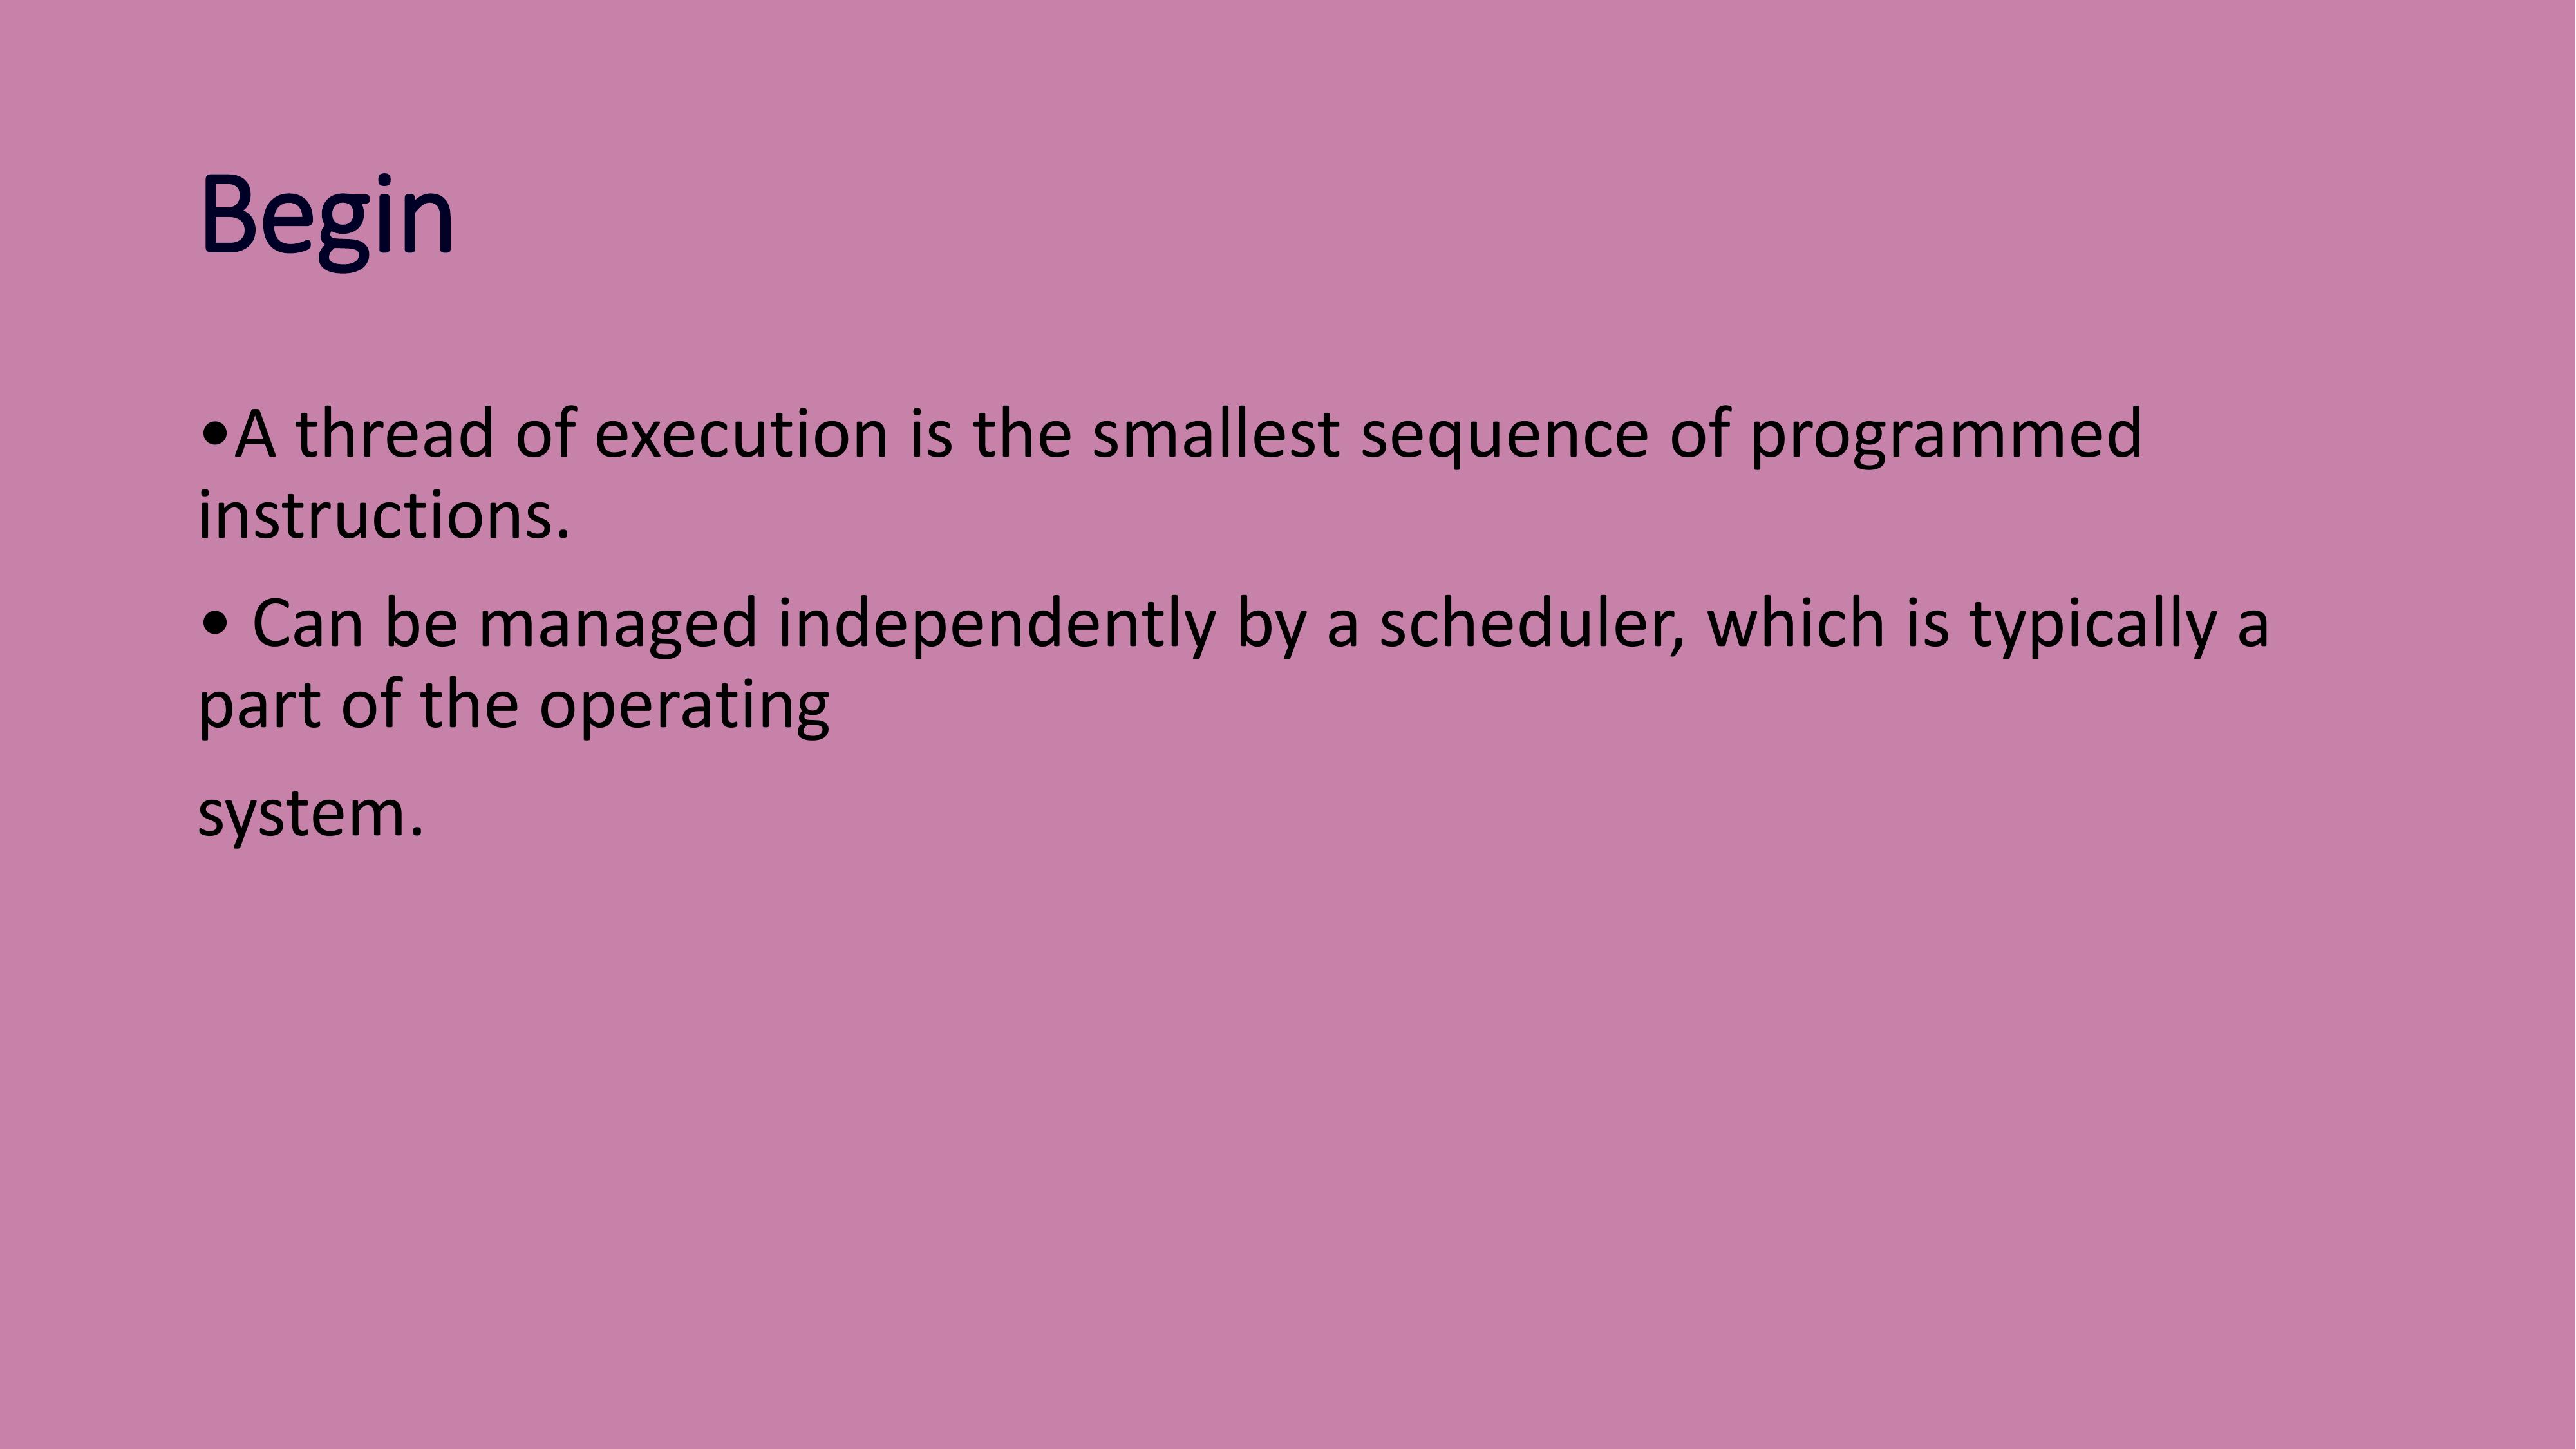 Begin
•A thread of execution is the smallest sequence of programmed
instructions.
• Can be managed independently by a scheduler, which is typically a
part of the operating
system.